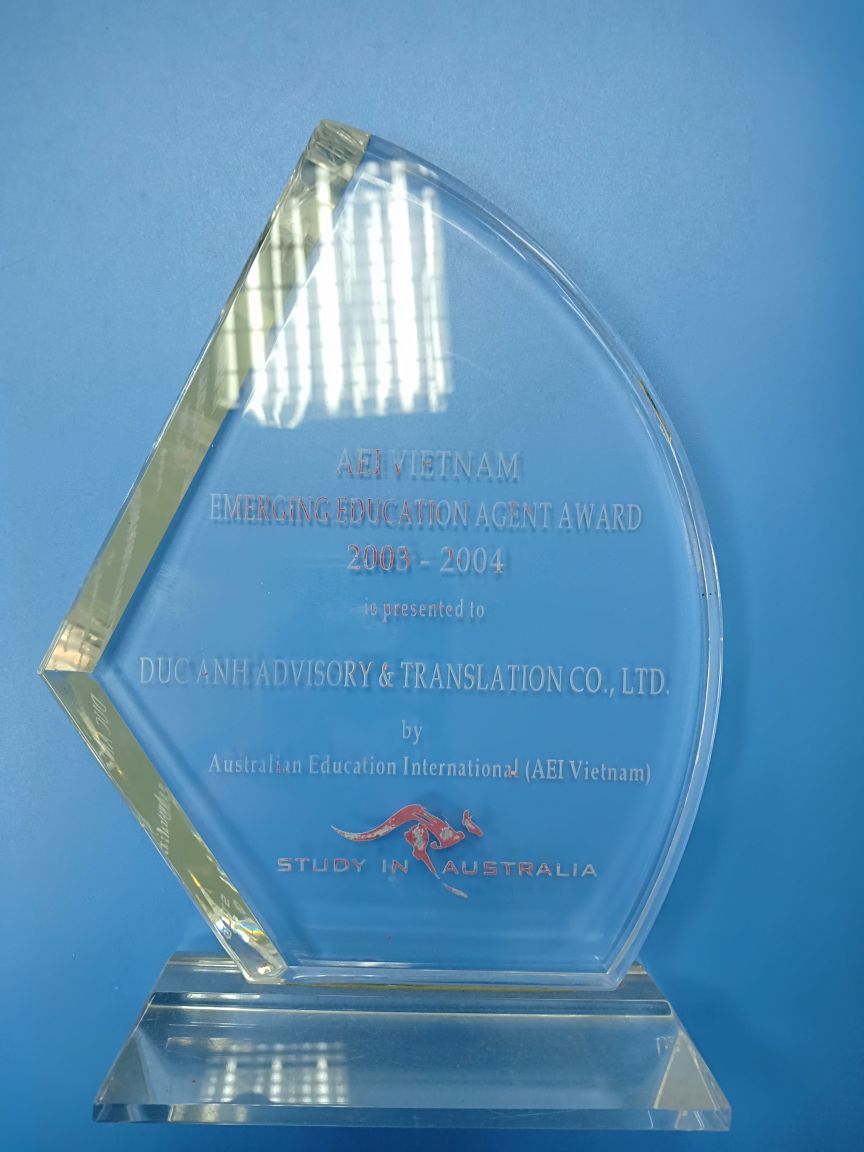 AEI VIETNAM
EMERGING EDUCATION AGENT AWARD
2003 - 2004
is presented to
DUC ANH ADVISORY & TRANSLATION CO., LTD.
by
Australian Education International (AEI Vietnam)
STUDY IN AUSTRALIA